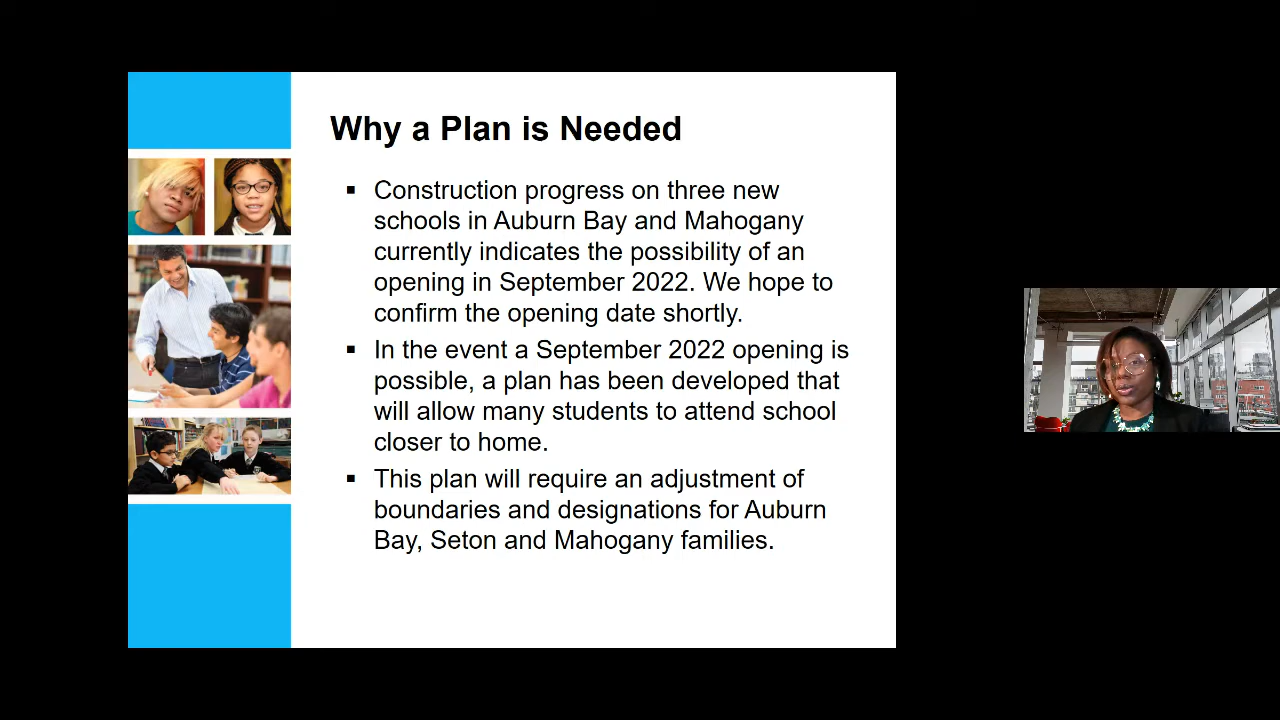 Why a Plan is Needed
▪ Construction progress on three new
schools in Auburn Bay and Mahogany
currently indicates the possibility of an
opening in September 2022. We hope to
confirm the opening date shortly.
▪ In the event a September 2022 opening is
possible, a plan has been developed that
will allow many students to attend school
closer to home.
▪ This plan will require an adjustment of
boundaries and designations for Auburn
Bay, Seton and Mahogany families.